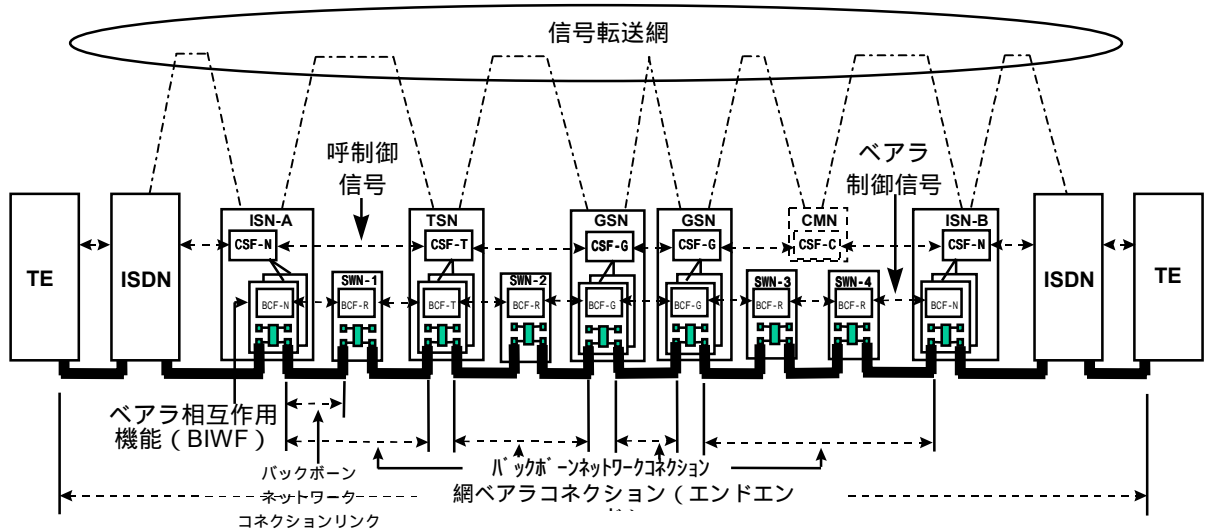 信号転送網
呼制御
信号
ベアラ
制御信号
ISN-A
TSN
GSN
GSN
CMN
ISN-B
CSF-N
CSF-T
CSF-G
CSF-G
CSF-C
CSF-N
TE
ISDN
ISDN
TE
SWN-1
SWN-2
SWN-3
SWN-4
BCF-N
BCF-R
BCF-T
BCF-R
BCF-G
BCF-G
BCF-R
BCF-R
BCF-N
ベアラ相互作用
機能(BIWF)
バックボーン
ネットワーク
コネクションリンク
バックボーンネットワークコネクション
網ベアラコネクション(エンドエン